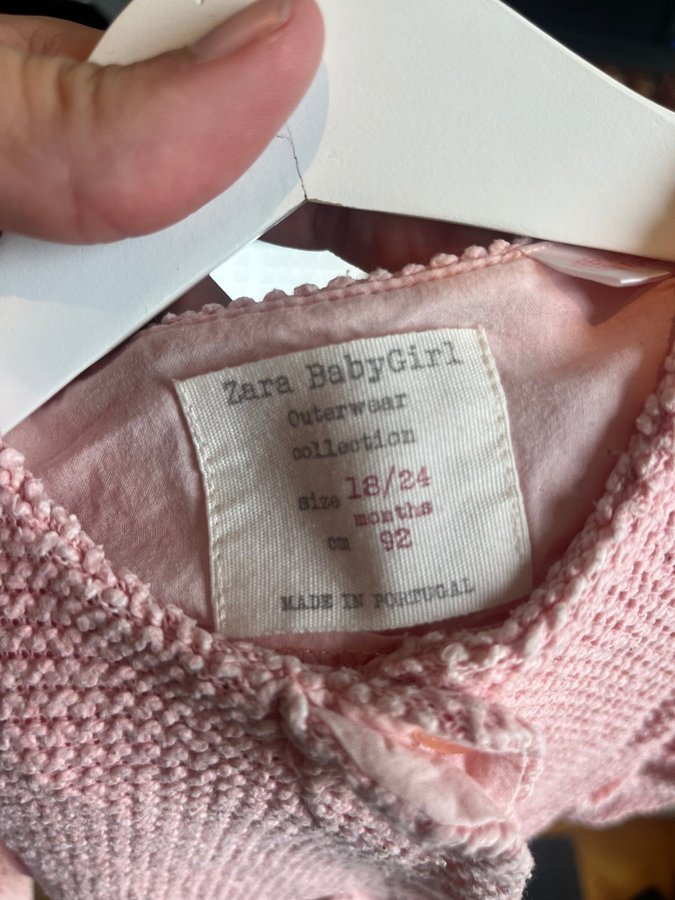 Zara BabyGirl
Outerwear
collection
size 18/24
months
cm 92
MADE IN PORTUGAL